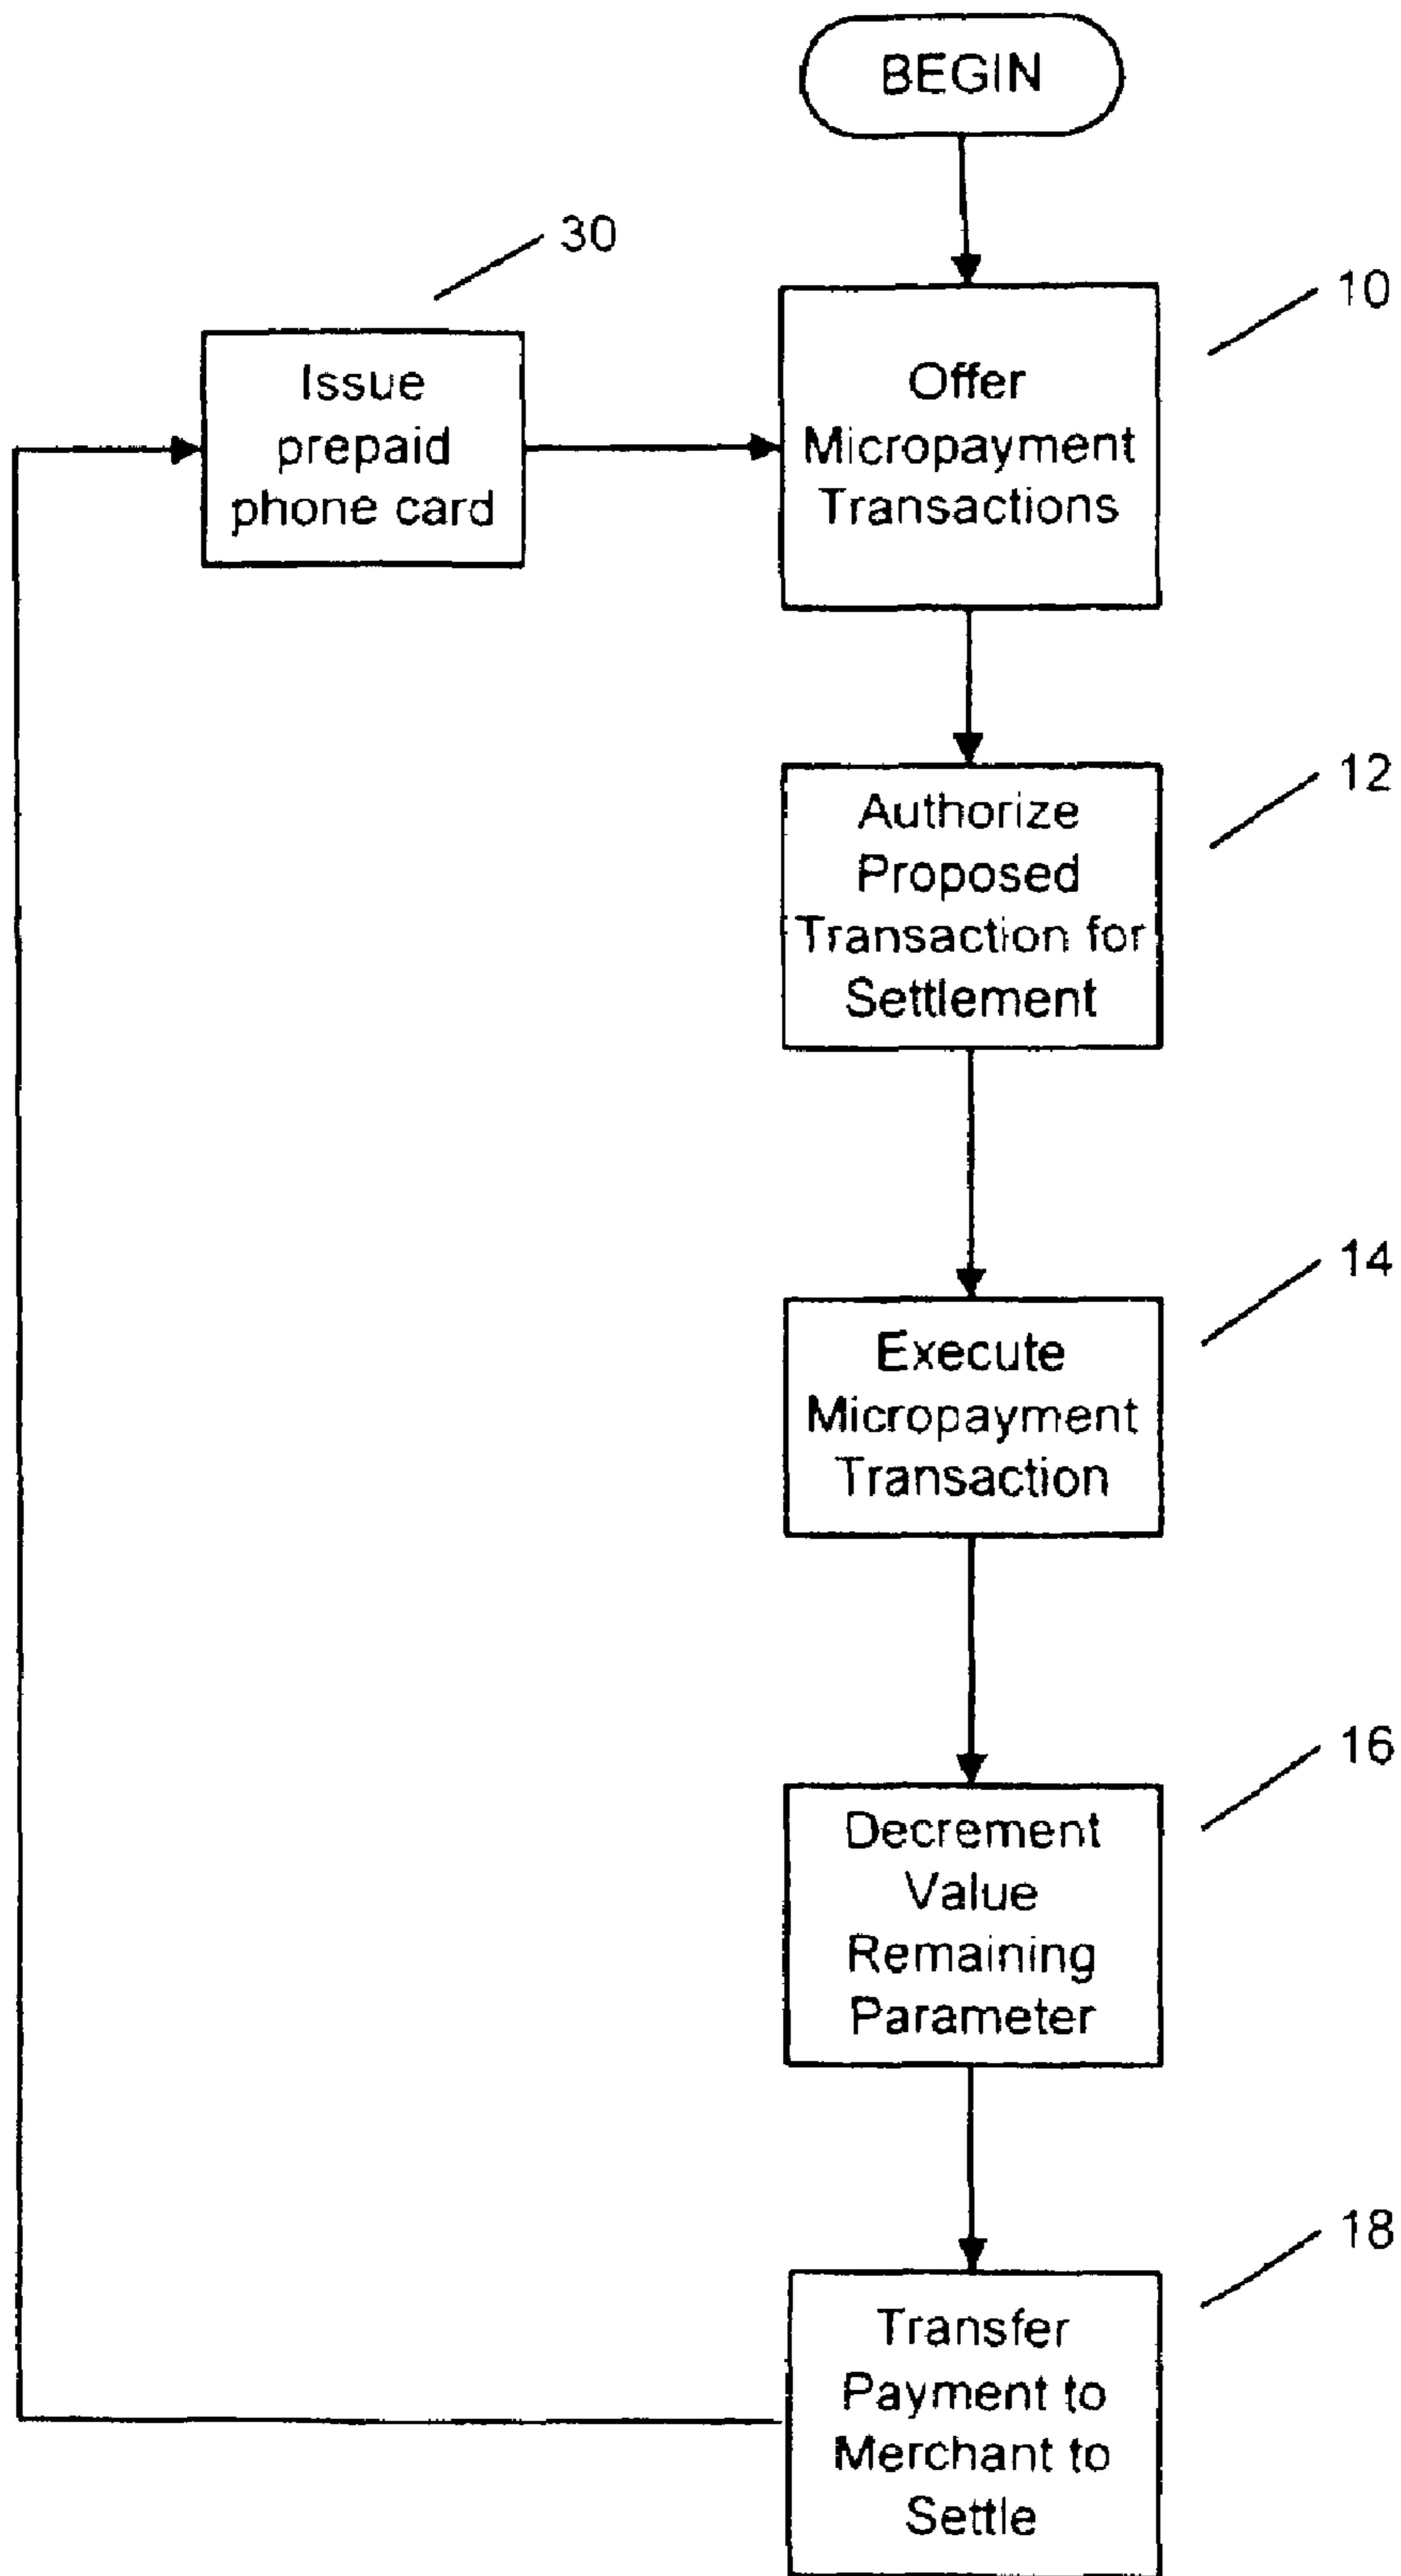 BEGIN
30
Issue
prepaid
phone card
10
Offer
Micropayment
Transactions
12
Authorize
Proposed
Transaction for
Settlement
14
Execute
Micropayment
Transaction
16
Decrement
Value
Remaining
Parameter
18
Transfer
Payment to
Merchant to
Settle